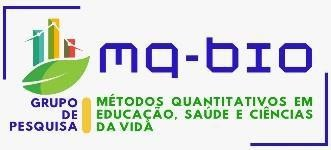 mq-bio
GRUPO
DE
PESQUISA
MÉTODOS QUANTITATIVOS EM
EDUCAÇÃO, SAÚDE E CIÊNCIAS
DA VIDA